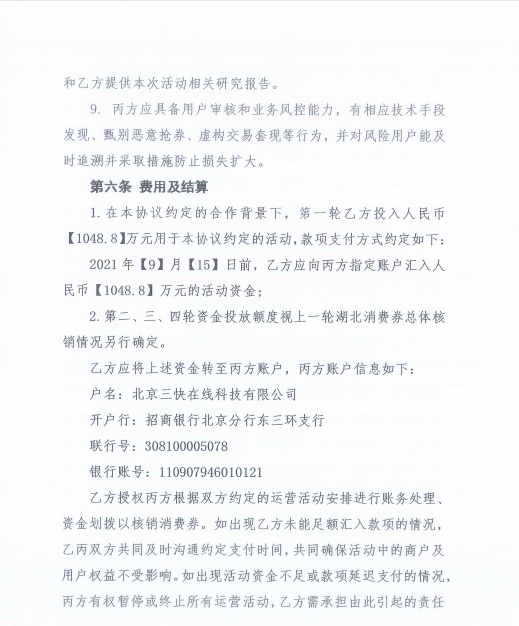 和乙方提供本次活动相关研究报告。
9. 丙方应具备用户审核和业务风控能力，有相应技术手段
发现、甄别恶意抢券、虚构交易套现等行为，并对风险用户能及
时追溯并采取措施防止损失扩大。
第六条 费用及结算
1.在本协议约定的合作背景下，第一轮乙方投入人民币
【1048.8】万元用于本协议约定的活动,款项支付方式约定如下：
2021 年【9】月【15】日前，乙方应向丙方指定账户汇入人
民币【1048.8】万元的活动资金；
2.第二、三、四轮资金投放额度视上一轮湖北消费券总体核
销情况另行确定。
乙方应将上述资金转至丙方账户，丙方账户信息如下：
户名：北京三快在线科技有限公司
开户行：招商银行北京分行东三环支行
联行号：308100005078
银行账号：110907946010121
乙方授权丙方根据双方约定的运营活动安排进行账务处理、
资金划拨以核销消费券。如出现乙方未能足额汇入款项的情况，
乙丙双方共同及时沟通约定支付时间,共同确保活动中的商户及
用户权益不受影响。如出现活动资金不足或款项延迟支付的情况，
丙方有权暂停或终止所有运营活动,乙方需承担由此引起的责任